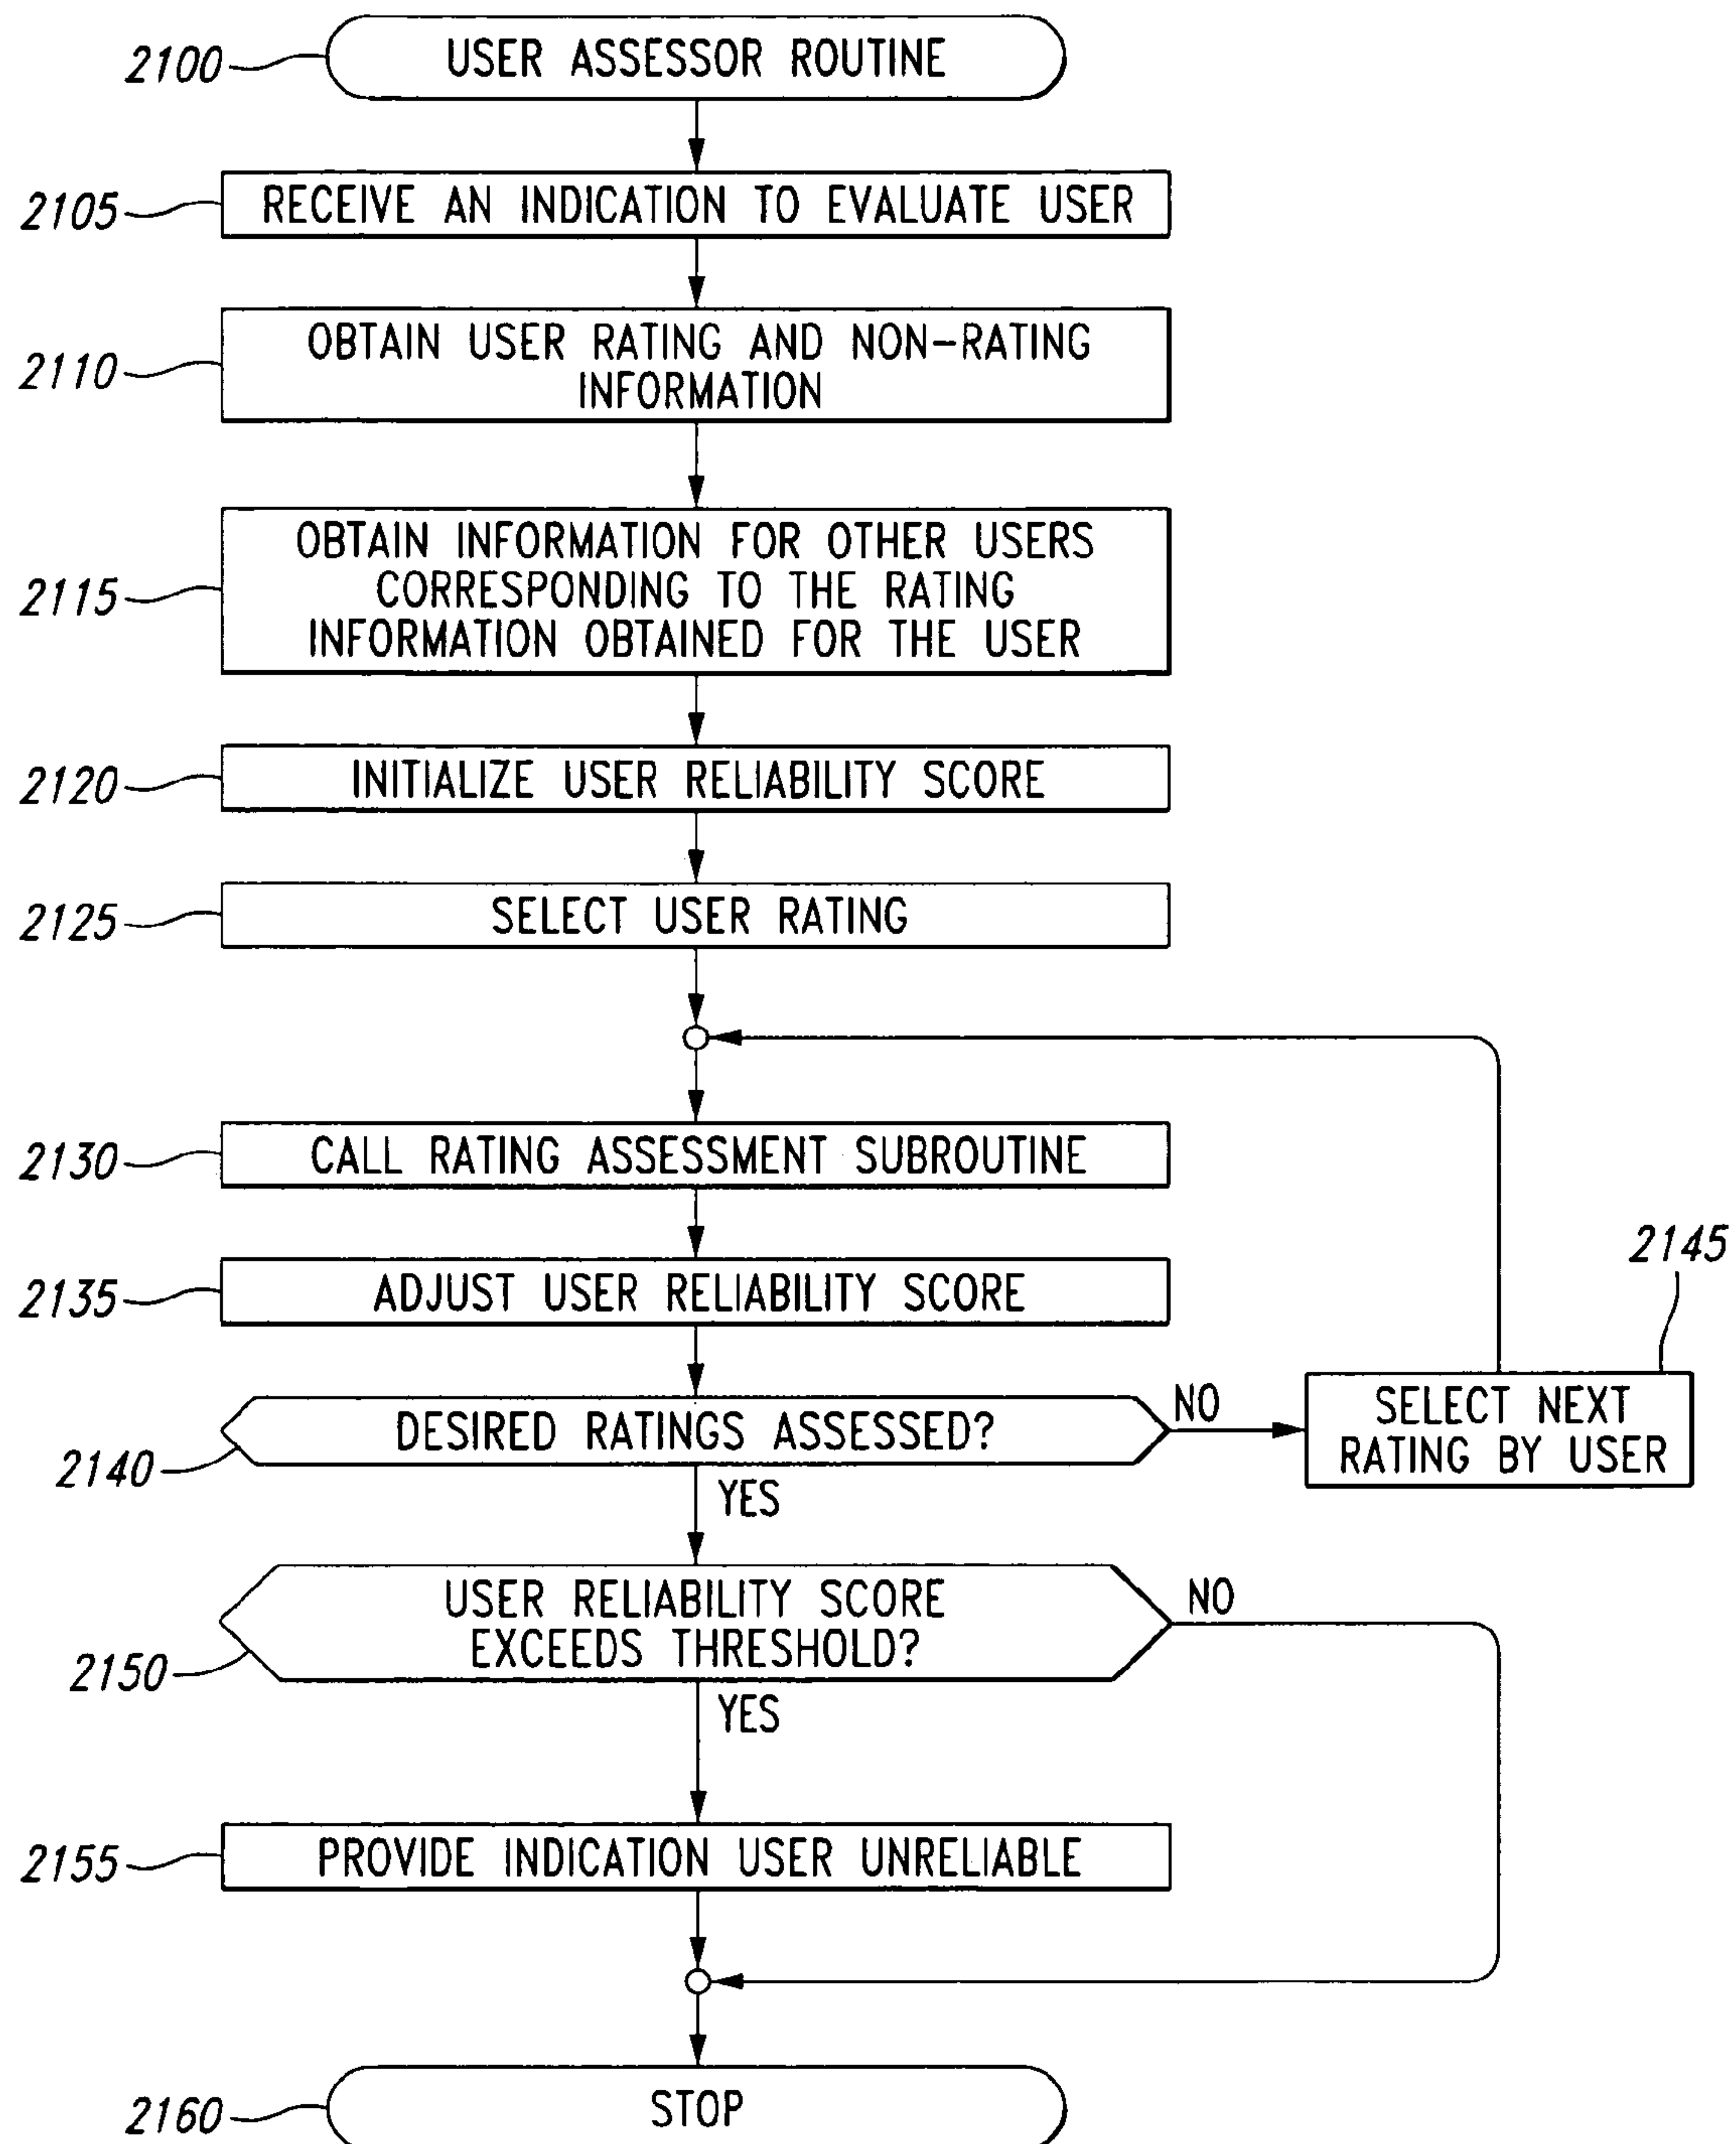 2100
USER ASSESSOR ROUTINE
2105
RECEIVE AN INDICATION TO EVALUATE USER
2110
OBTAIN USER RATING AND NON-RATING
INFORMATION
2115
OBTAIN INFORMATION FOR OTHER USERS
CORRESPONDING TO THE RATING
INFORMATION OBTAINED FOR THE USER
2120
INITIALIZE USER RELIABILITY SCORE
2125
SELECT USER RATING
2130
CALL RATING ASSESSMENT SUBROUTINE
2135
ADJUST USER RELIABILITY SCORE
2140
DESIRED RATINGS ASSESSED?
NO
2145
SELECT NEXT
RATING BY USER
YES
2150
USER RELIABILITY SCORE
EXCEEDS THRESHOLD?
NO
YES
2155
PROVIDE INDICATION USER UNRELIABLE
2160
STOP